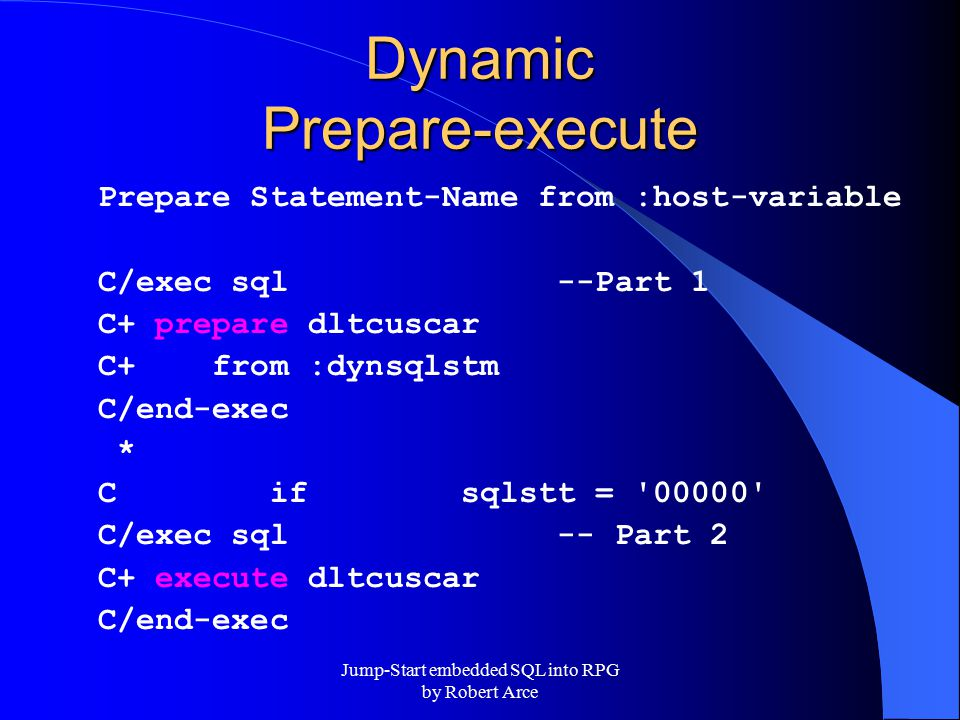 Dynamic
Prepare-execute
Prepare Statement-Name from :host-variable
C/exec sql --Part 1
C+ prepare dltcuscar
C+ from :dynsqlstm
C/end-exec
*
C if sqlstt = '00000'
C/exec sql -- Part 2
C+ execute dltcuscar
C/end-exec
Jump-Start embedded SQL into RPG
by Robert Arce